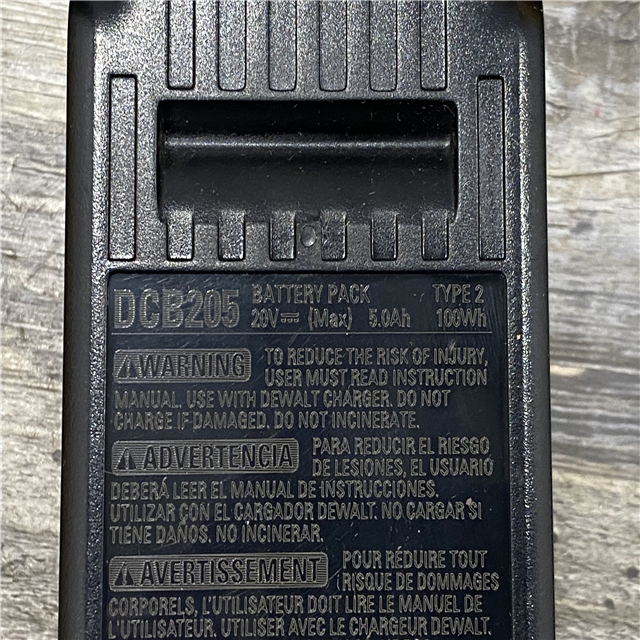 DCB205 BATTERY PACK TYPE 2
20V⎓ (Max) 5.0Ah 100Wh
⚠WARNING TO REDUCE THE RISK OF INJURY,
USER MUST READ INSTRUCTION
MANUAL. USE WITH DEWALT CHARGER. DO NOT
CHARGE IF DAMAGED. DO NOT INCINERATE.
⚠ADVERTENCIA PARA REDUCIR EL RIESGO
DE LESIONES, EL USUARIO
DEBERÁ LEER EL MANUAL DE INSTRUCCIONES.
UTILIZAR CON EL CARGADOR DEWALT. NO CARGAR SI
TIENE DAÑOS. NO INCINERAR.
⚠AVERTISSEMENT POUR RÉDUIRE TOUT
RISQUE DE DOMMAGES
CORPORELS, L'UTILISATEUR DOIT LIRE LE MANUEL DE
L'UTILISATEUR. UTILISER AVEC LE CHARGEUR DEWALT.